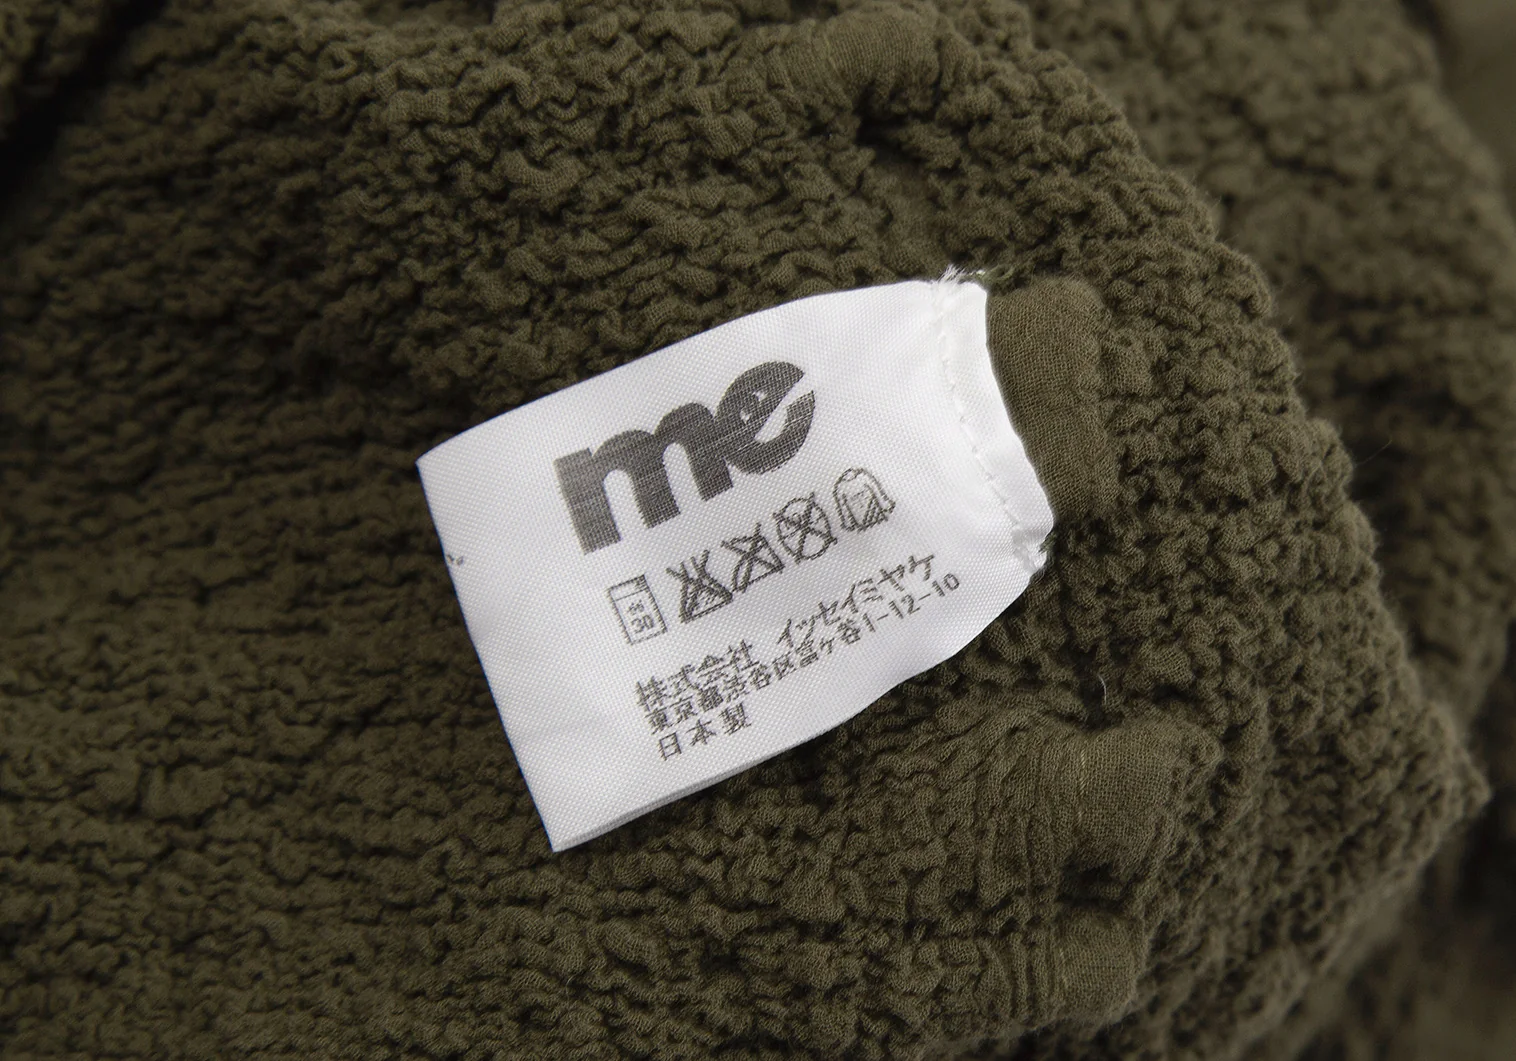 me
株式会社 イッセイミヤケ
東京都渋谷区富ヶ谷1-12-10
日本製